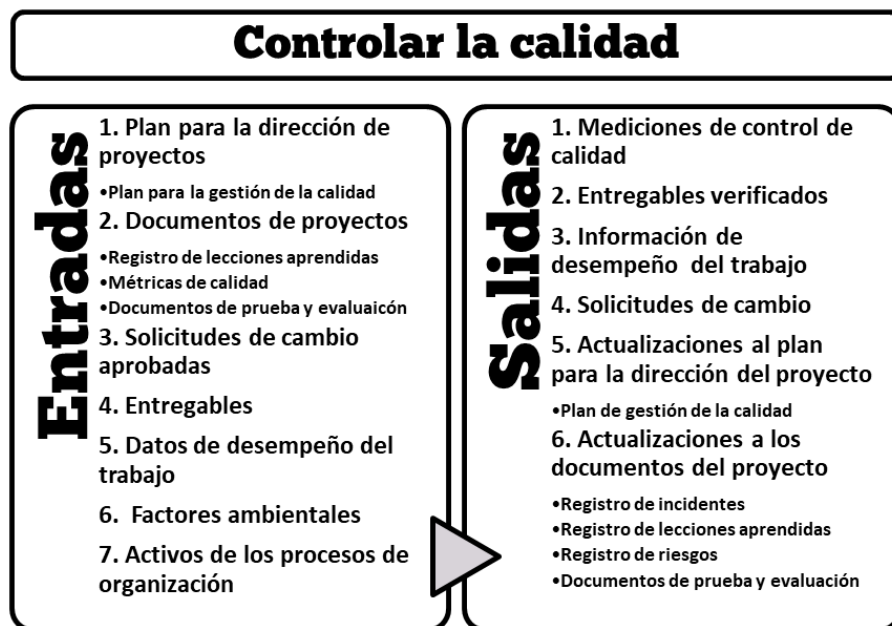 Controlar la calidad
Entradas
1. Plan para la dirección de
proyectos
•Plan para la gestión de la calidad
2. Documentos de proyectos
•Registro de lecciones aprendidas
•Métricas de calidad
•Documentos de prueba y evaluaicón
3. Solicitudes de cambio
aprobadas
4. Entregables
5. Datos de desempeño del
trabajo
6. Factores ambientales
7. Activos de los procesos de
organización
Salidas
1. Mediciones de control de
calidad
2. Entregables verificados
3. Información de
desempeño del trabajo
4. Solicitudes de cambio
5. Actualizaciones al plan
para la dirección del proyecto
•Plan de gestión de la calidad
6. Actualizaciones a los
documentos del proyecto
•Registro de incidentes
•Registro de lecciones aprendidas
•Registro de riesgos
•Documentos de prueba y evaluación